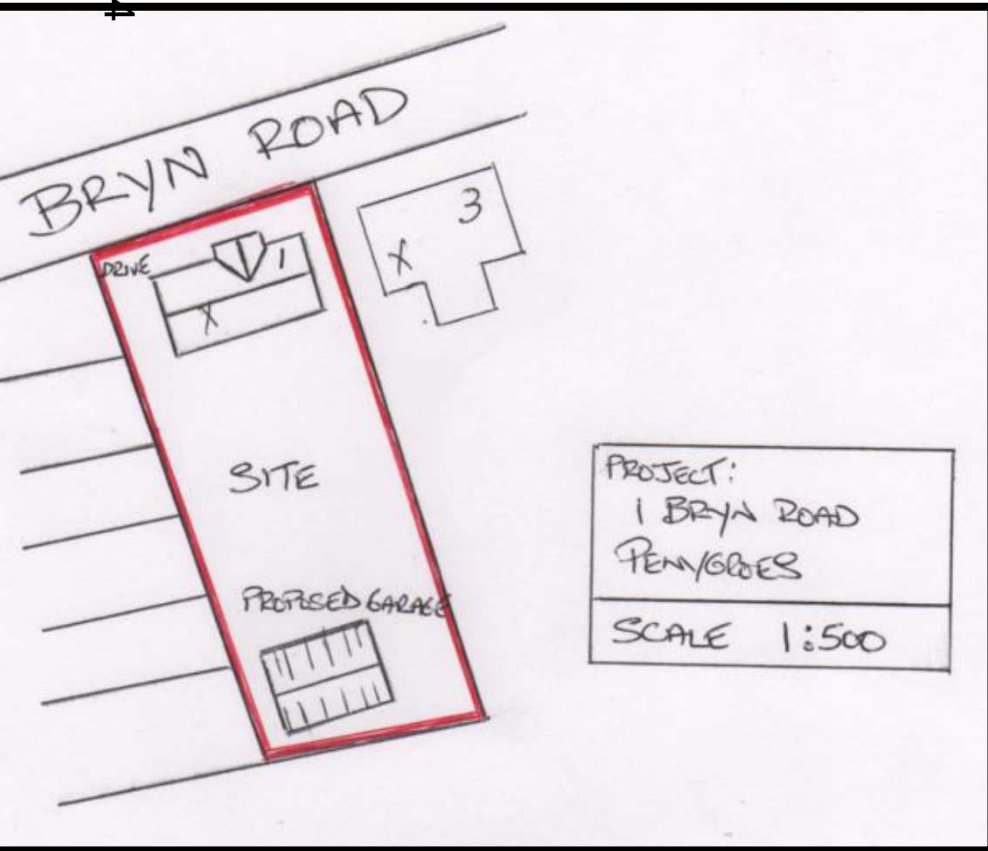 BRYN ROAD
3
X
DRIVE
1
X
SITE
PROPOSED GARAGE
PROJECT:
1 BRYN ROAD
PENYGROES
SCALE 1:500